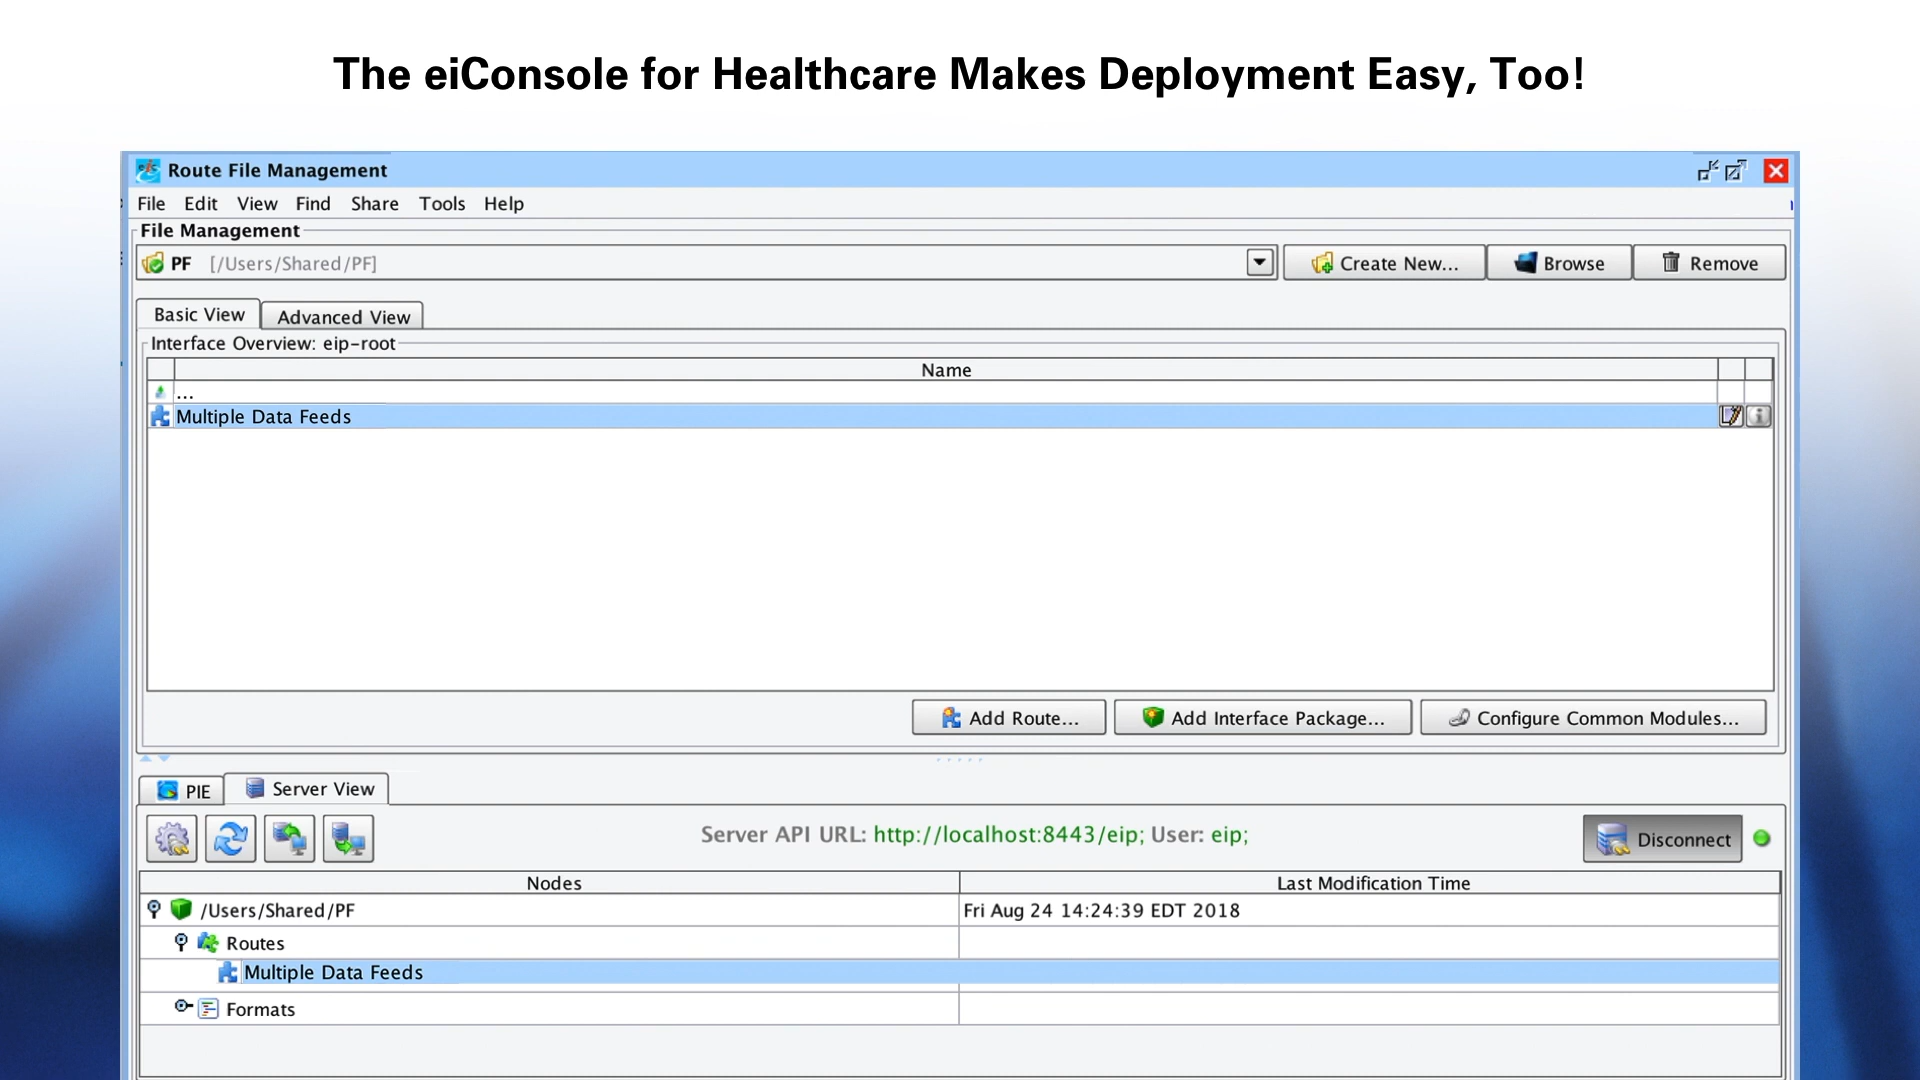 The eiConsole for Healthcare Makes Deployment Easy, Too!
Route File Management
File Edit View Find Share Tools Help
File Management
PF [/Users/Shared/PF] Create New... Browse Remove
Basic View Advanced View
Interface Overview: eip-root
Name
...
Multiple Data Feeds
Add Route... Add Interface Package... Configure Common Modules...
PIE Server View
Server API URL: http://localhost:8443/eip; User: eip; Disconnect
Nodes Last Modification Time
/Users/Shared/PF Fri Aug 24 14:24:39 EDT 2018
Routes
Multiple Data Feeds
Formats